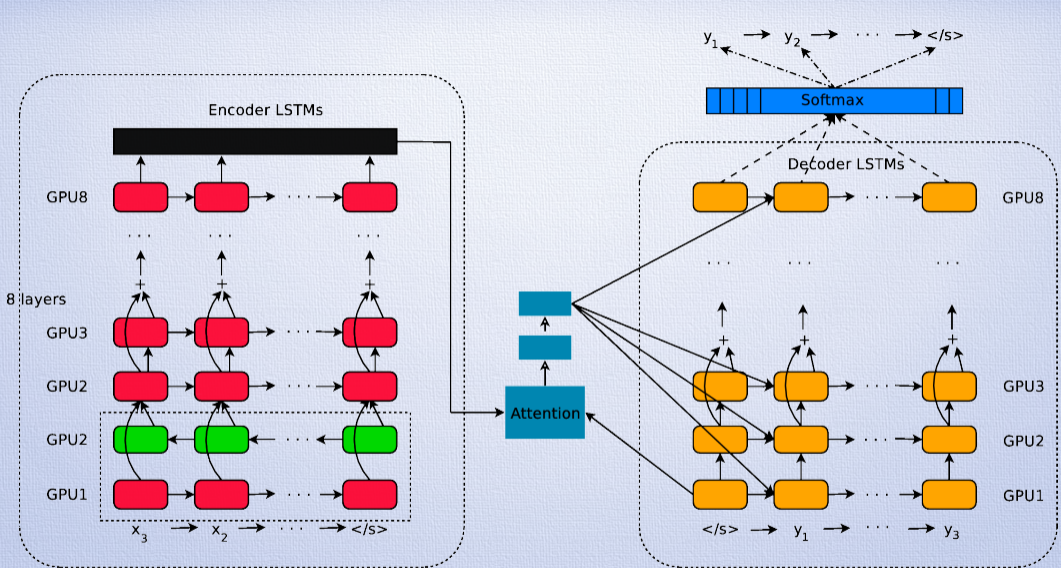 y1 y2 ··· </s>
Softmax
Encoder LSTMs
Decoder LSTMs
GPU8
GPU8
··· ··· ···
··· ··· ···
8 layers
+ + +
GPU3
+ + +
GPU2
GPU3
Attention
GPU2
GPU2
GPU1
GPU1
x3 x2 ··· </s>
</s> y1 ··· y3